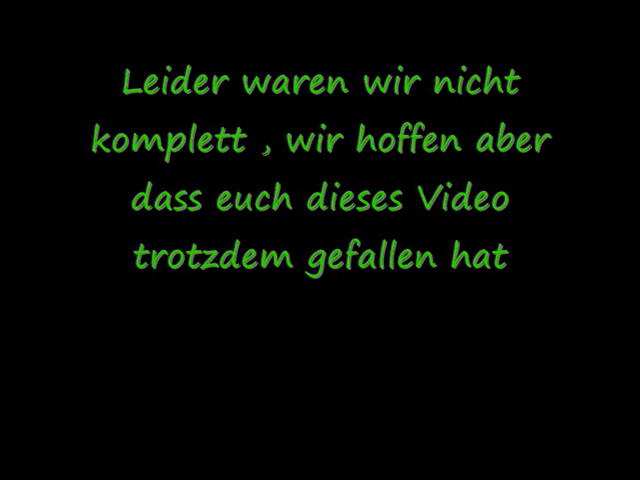 Leider waren wir nicht
komplett , wir hoffen aber
dass euch dieses Video
trotzdem gefallen hat